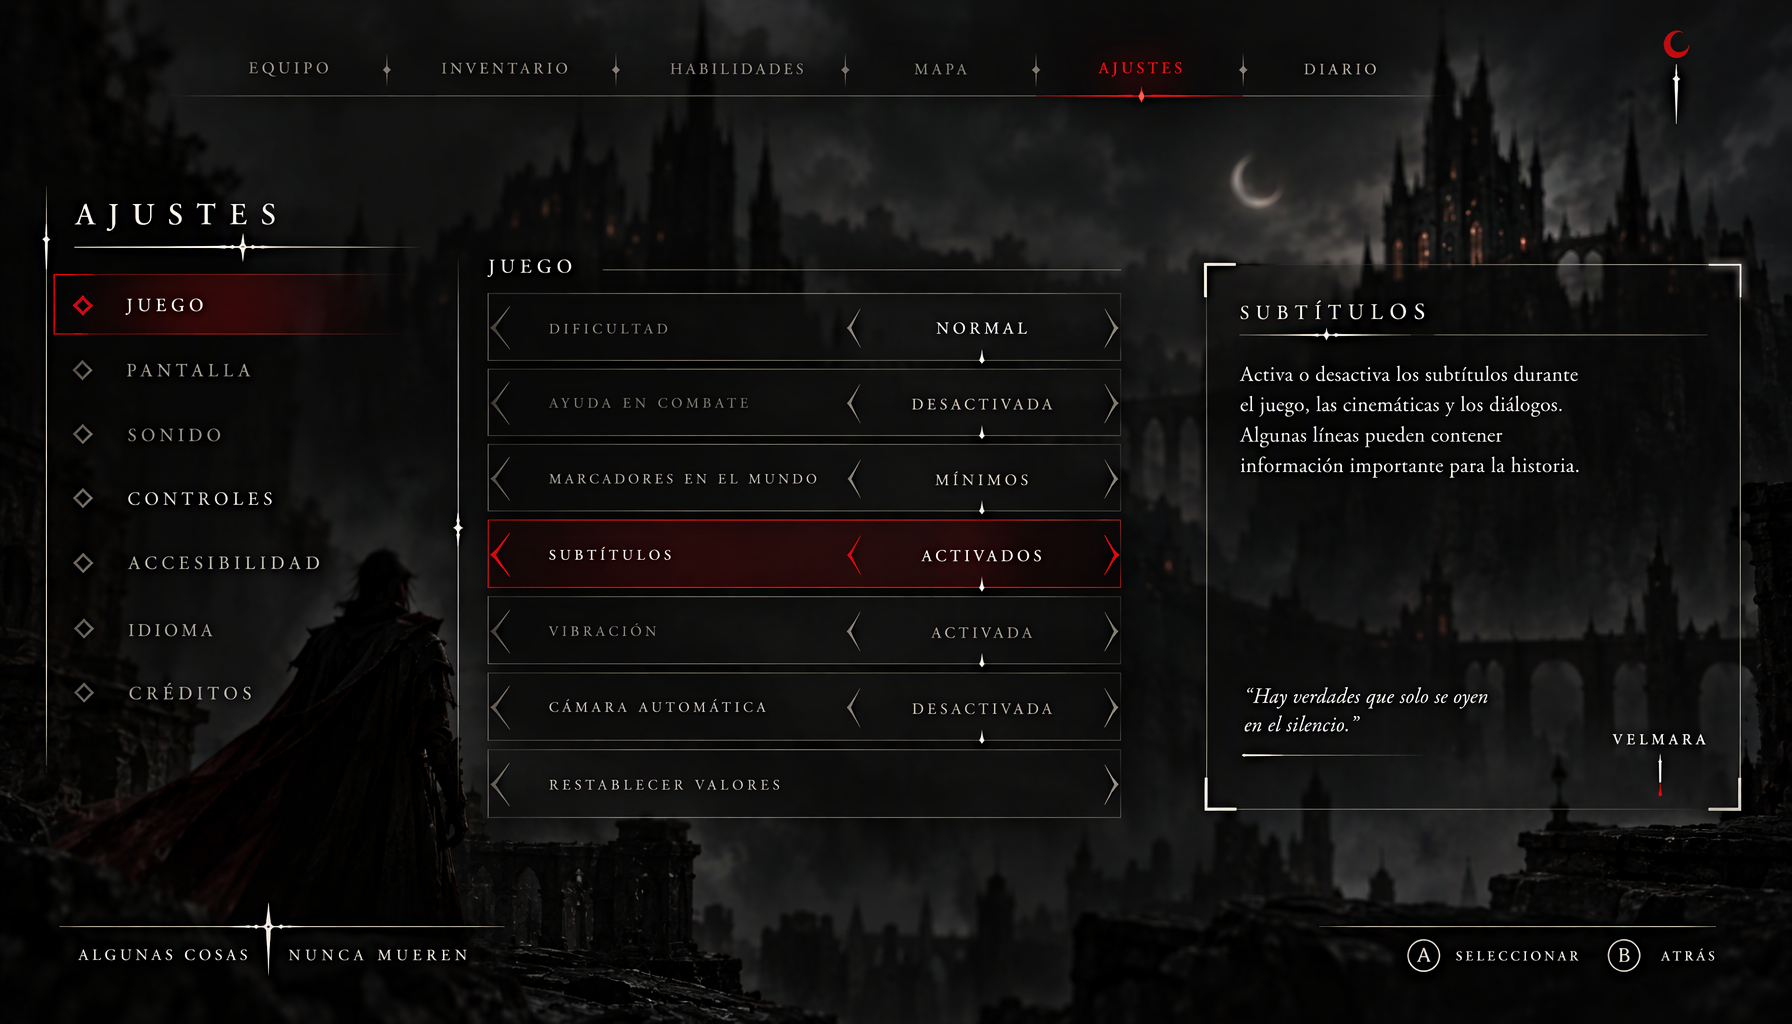 EQUIPO
INVENTARIO
HABILIDADES
MAPA
AJUSTES
DIARIO
AJUSTES
JUEGO
PANTALLA
SONIDO
CONTROLES
ACCESIBILIDAD
IDIOMA
CRÉDITOS
JUEGO
DIFICULTAD NORMAL
AYUDA EN COMBATE DESACTIVADA
MARCADORES EN EL MUNDO MÍNIMOS
SUBTÍTULOS ACTIVADOS
VIBRACIÓN ACTIVADA
CÁMARA AUTOMÁTICA DESACTIVADA
RESTABLECER VALORES
SUBTÍTULOS
Activa o desactiva los subtítulos durante
el juego, las cinemáticas y los diálogos.
Algunas líneas pueden contener
información importante para la historia.
“Hay verdades que solo se oyen
en el silencio.”
VELMARA
ALGUNAS COSAS NUNCA MUEREN
A SELECCIONAR B ATRÁS